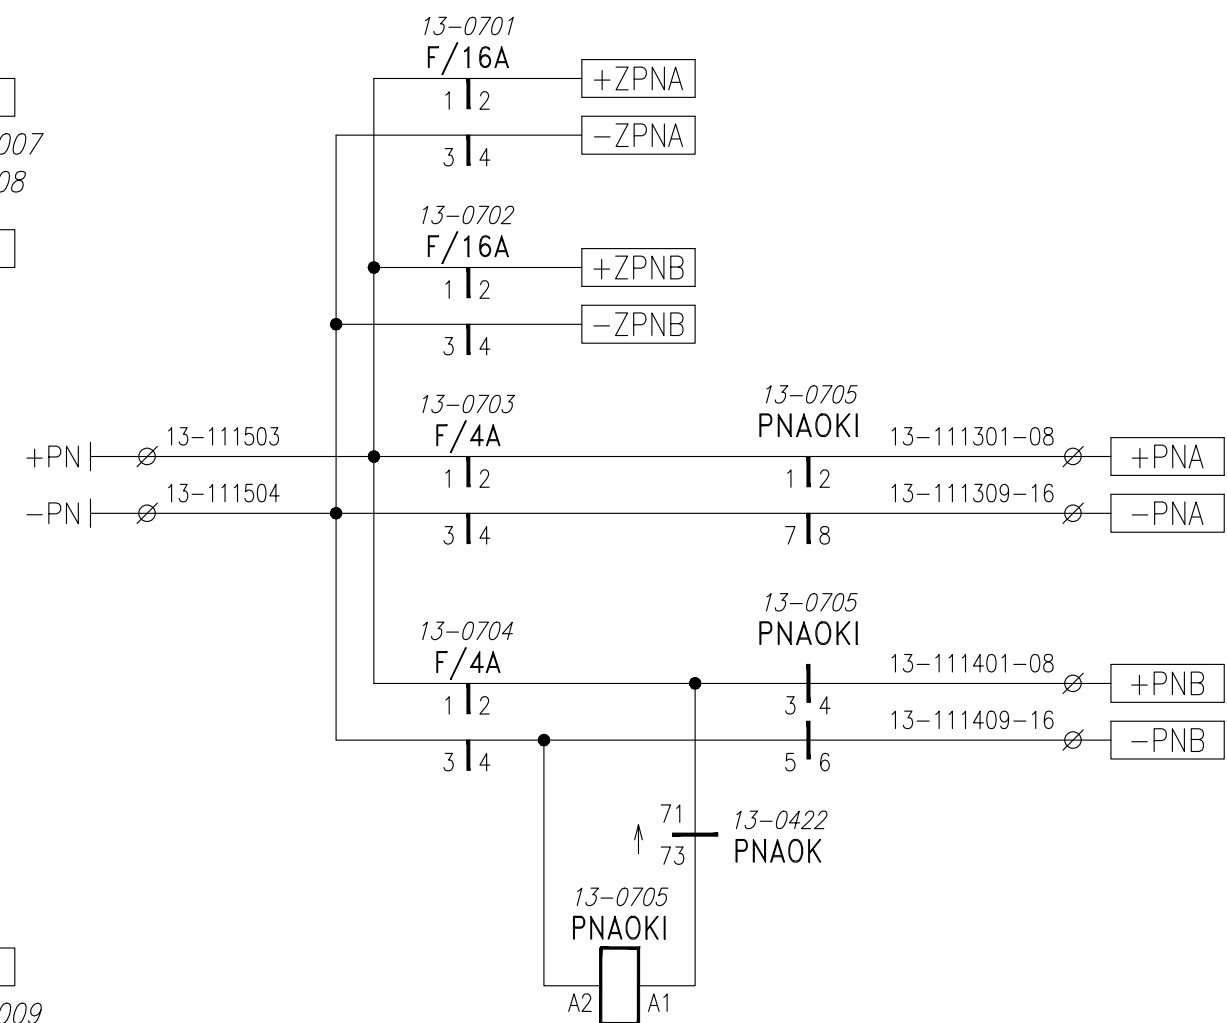 13-0701
F/16A
+ZPNA
1 2
007
-ZPNA
3 4
08
13-0702
F/16A
+ZPNB
1 2
-ZPNB
3 4
13-0703
F/4A
13-0705
PNAOKI
+PN
13-111503
1 2
1 2
13-111301-08
+PNA
-PN
13-111504
3 4
7 8
13-111309-16
-PNA
13-0704
F/4A
13-0705
PNAOKI
1 2
3 4
13-111401-08
+PNB
3 4
5 6
13-111409-16
-PNB
71
73
13-0422
PNAOK
13-0705
PNAOKI
A2
A1
009